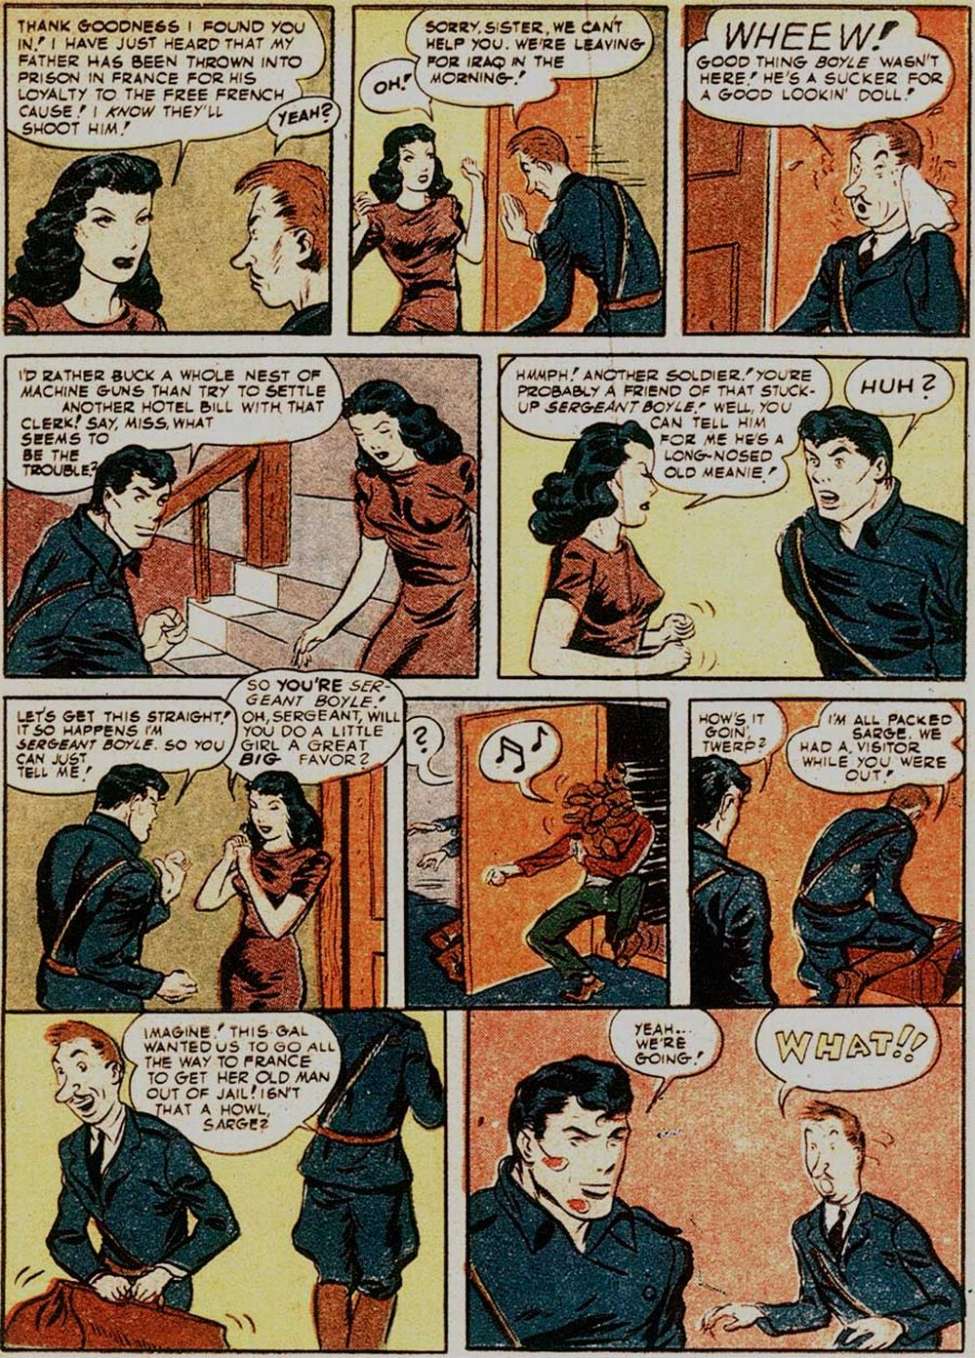 THANK GOODNESS I FOUND YOU
IN! I HAVE JUST HEARD THAT MY
FATHER HAS BEEN THROWN INTO
PRISON IN FRANCE FOR HIS
LOYALTY TO THE FREE FRENCH
CAUSE! I KNOW THEY'LL
SHOOT HIM!
YEAH?
OH!
SORRY, SISTER, WE CAN'T
HELP YOU. WE'RE LEAVING
FOR IRAQ IN THE
MORNING!
WHEEW!
GOOD THING BOYLE WASN'T
HERE! HE'S A SUCKER FOR
A GOOD LOOKIN' DOLL!
I'D RATHER BUCK A WHOLE NEST OF
MACHINE GUNS THAN TRY TO SETTLE
ANOTHER HOTEL BILL WITH THAT
CLERK! SAY, MISS, WHAT
SEEMS TO
BE THE
TROUBLE?
HMMPH! ANOTHER SOLDIER! YOU'RE
PROBABLY A FRIEND OF THAT STUCK-
UP SERGEANT BOYLE! WELL, YOU
CAN TELL HIM
FOR ME HE'S A
LONG-NOSED
OLD MEANIE!
HUH?
LET'S GET THIS STRAIGHT!
IT SO HAPPENS I'M
SERGEANT BOYLE. SO YOU
CAN JUST
TELL ME!
SO YOU'RE SER-
GEANT BOYLE!
OH, SERGEANT, WILL
YOU DO A LITTLE
GIRL A GREAT
BIG FAVOR?
?
HOW'S IT
GOIN',
TWERP?
I'M ALL PACKED
SARGE. WE
HAD A VISITOR
WHILE YOU WERE
OUT!
IMAGINE! THIS GAL
WANTED US TO GO ALL
THE WAY TO FRANCE
TO GET HER OLD MAN
OUT OF JAIL! ISN'T
THAT A HOWL,
SARGE?
YEAH...
WE'RE
GOING!
WHAT!!